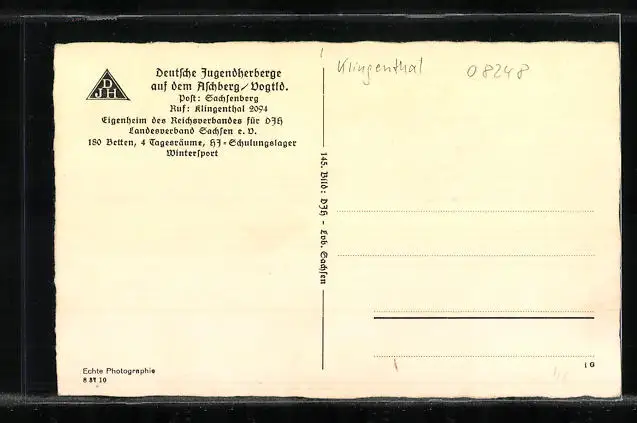 DJH
Deutsche Jugendherberge
auf dem Aschberg/Vogtld.
Post: Sachsenberg
Ruf: Klingenthal 2094
Eigenheim des Reichsverbandes für DJH
Landesverband Sachsen e. V.
180 Betten, 4 Tagesräume, HJ-Schulungslager
Wintersport
Echte Photographie
8 37 10
145. Bild: DJH - Lvb. Sachsen
Klingenthal 08248
1 G